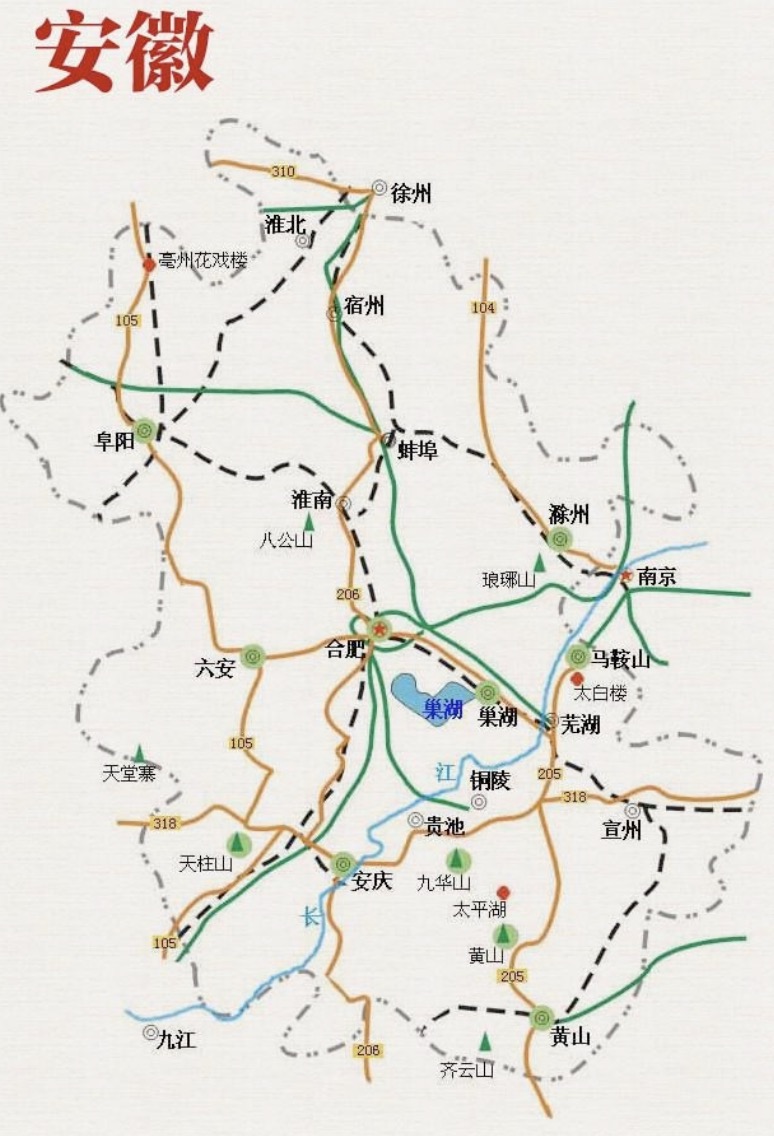 安徽
310
徐州
淮北
亳州花戏楼
宿州
104
105
阜阳
蚌埠
淮南
滁州
八公山
琅琊山
南京
206
合肥
六安
马鞍山
太白楼
巢湖
巢湖
芜湖
105
天堂寨
江
205
铜陵
318
318
贵池
宣州
天柱山
安庆
九华山
太平湖
长
105
黄山
205
九江
黄山
206
齐云山